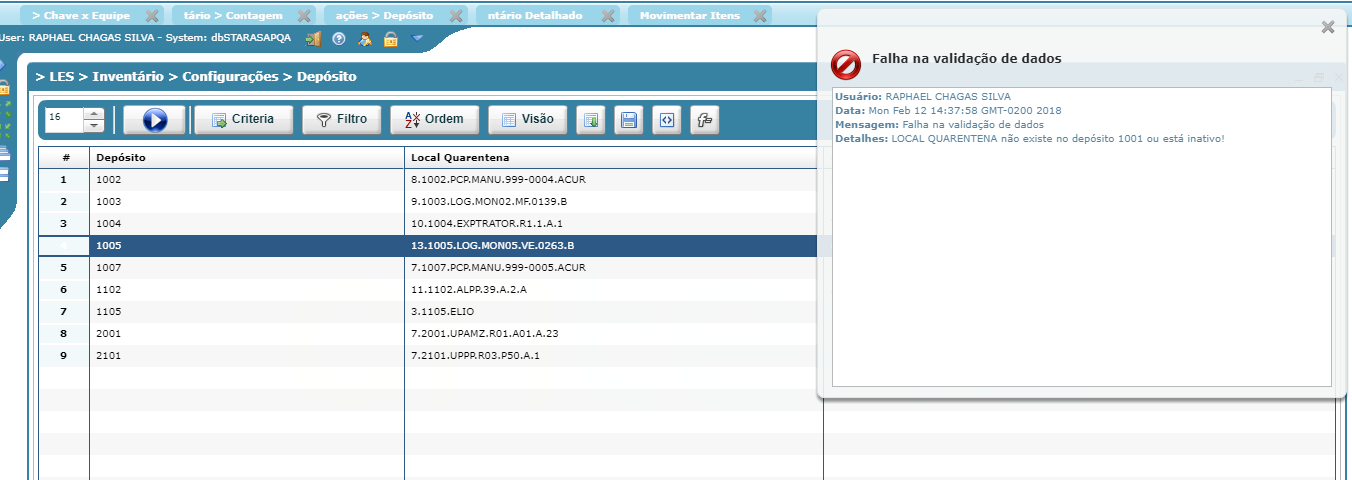 > Chave x Equipe
tário > Contagem
ações > Depósito
ntário Detalhado
Movimentar Itens
User: RAPHAEL CHAGAS SILVA - System: dbSTARASAPQA
> LES > Inventário > Configurações > Depósito
16
Criteria
Filtro
Ordem
Visão
# Depósito Local Quarentena
1 1002 8.1002.PCP.MANU.999-0004.ACUR
2 1003 9.1003.LOG.MON02.MF.0139.B
3 1004 10.1004.EXPTRATOR.R1.1.A.1
4 1005 13.1005.LOG.MON05.VE.0263.B
5 1007 7.1007.PCP.MANU.999-0005.ACUR
6 1102 11.1102.ALPP.39.A.2.A
7 1105 3.1105.ELIO
8 2001 7.2001.UPAMZ.R01.A01.A.23
9 2101 7.2101.UPPP.R03.P50.A.1
Falha na validação de dados
Usuário: RAPHAEL CHAGAS SILVA
Data: Mon Feb 12 14:37:58 GMT-0200 2018
Mensagem: Falha na validação de dados
Detalhes: LOCAL QUARENTENA não existe no depósito 1001 ou está inativo!